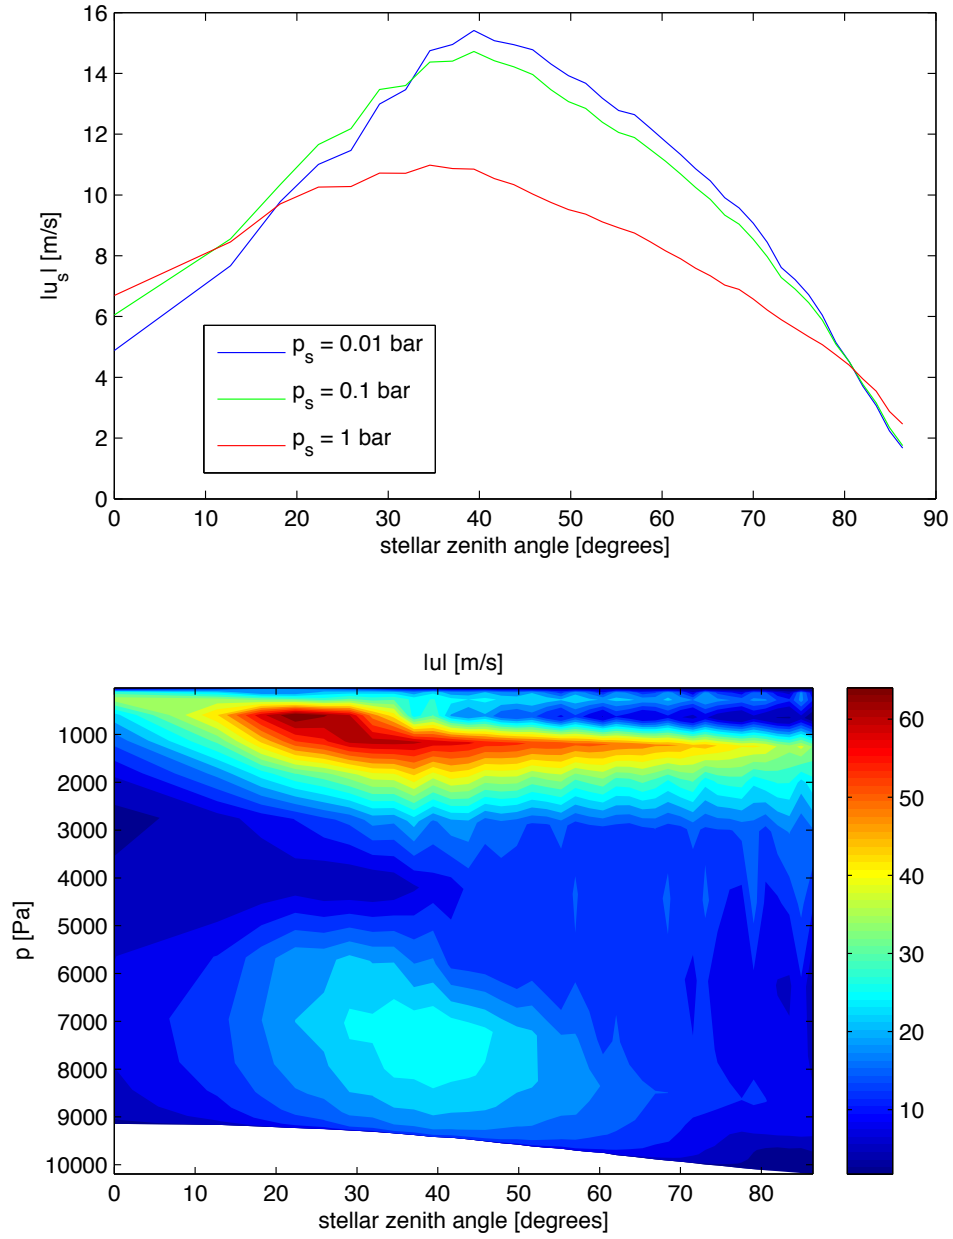 16
14
12
10
8
6
4
2
0
|u_s| [m/s]
p_s = 0.01 bar
p_s = 0.1 bar
p_s = 1 bar
0 10 20 30 40 50 60 70 80 90
stellar zenith angle [degrees]
|u| [m/s]
1000
2000
3000
4000
5000
6000
7000
8000
9000
10000
p [Pa]
0 10 20 30 40 50 60 70 80
stellar zenith angle [degrees]
60
50
40
30
20
10